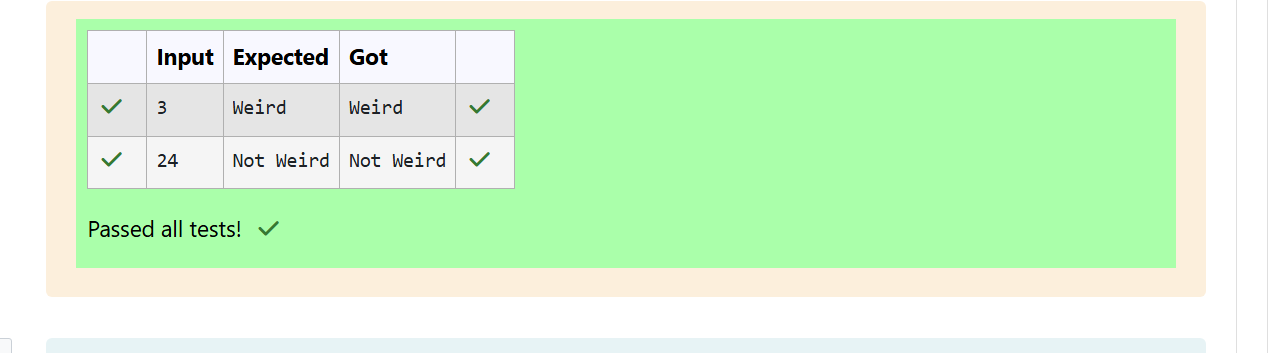 Input Expected Got
3 Weird Weird
24 Not Weird Not Weird
Passed all tests!